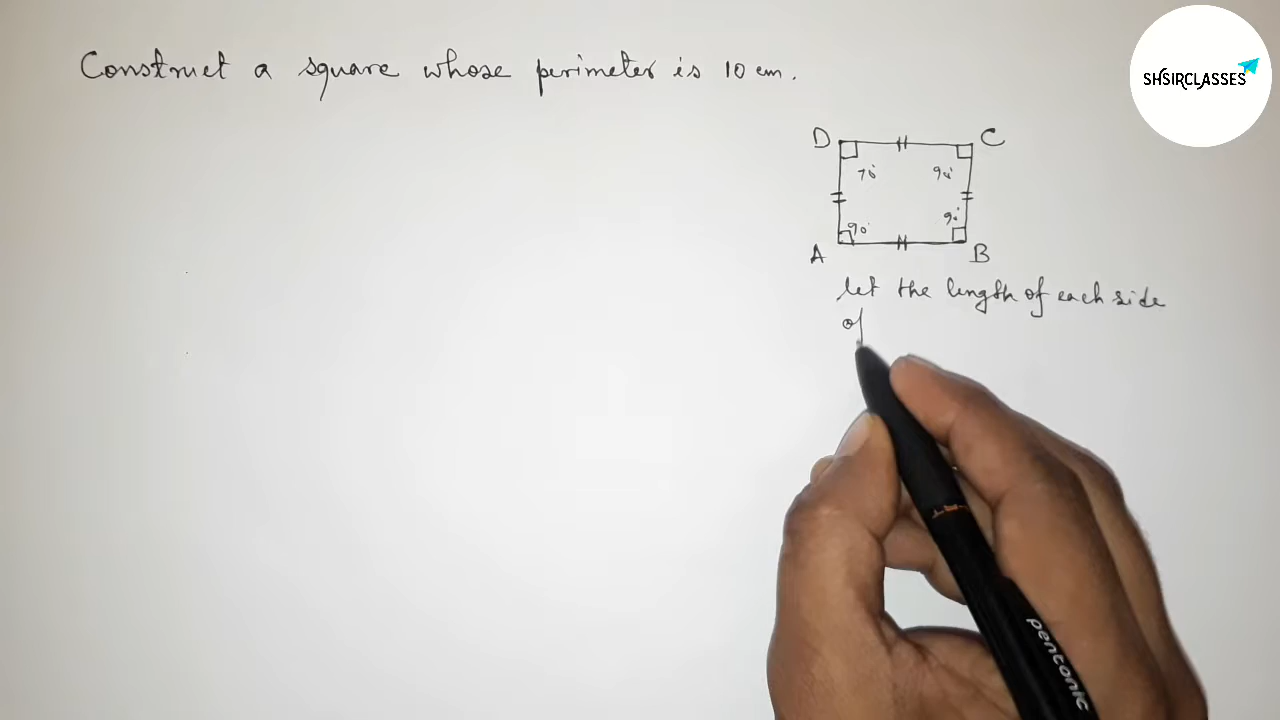 Construct a square whose perimeter is 10 cm.
SHSIRCLASSES
D C
90° 90°
90° 90°
A B
let the length of each side
of
pentonic